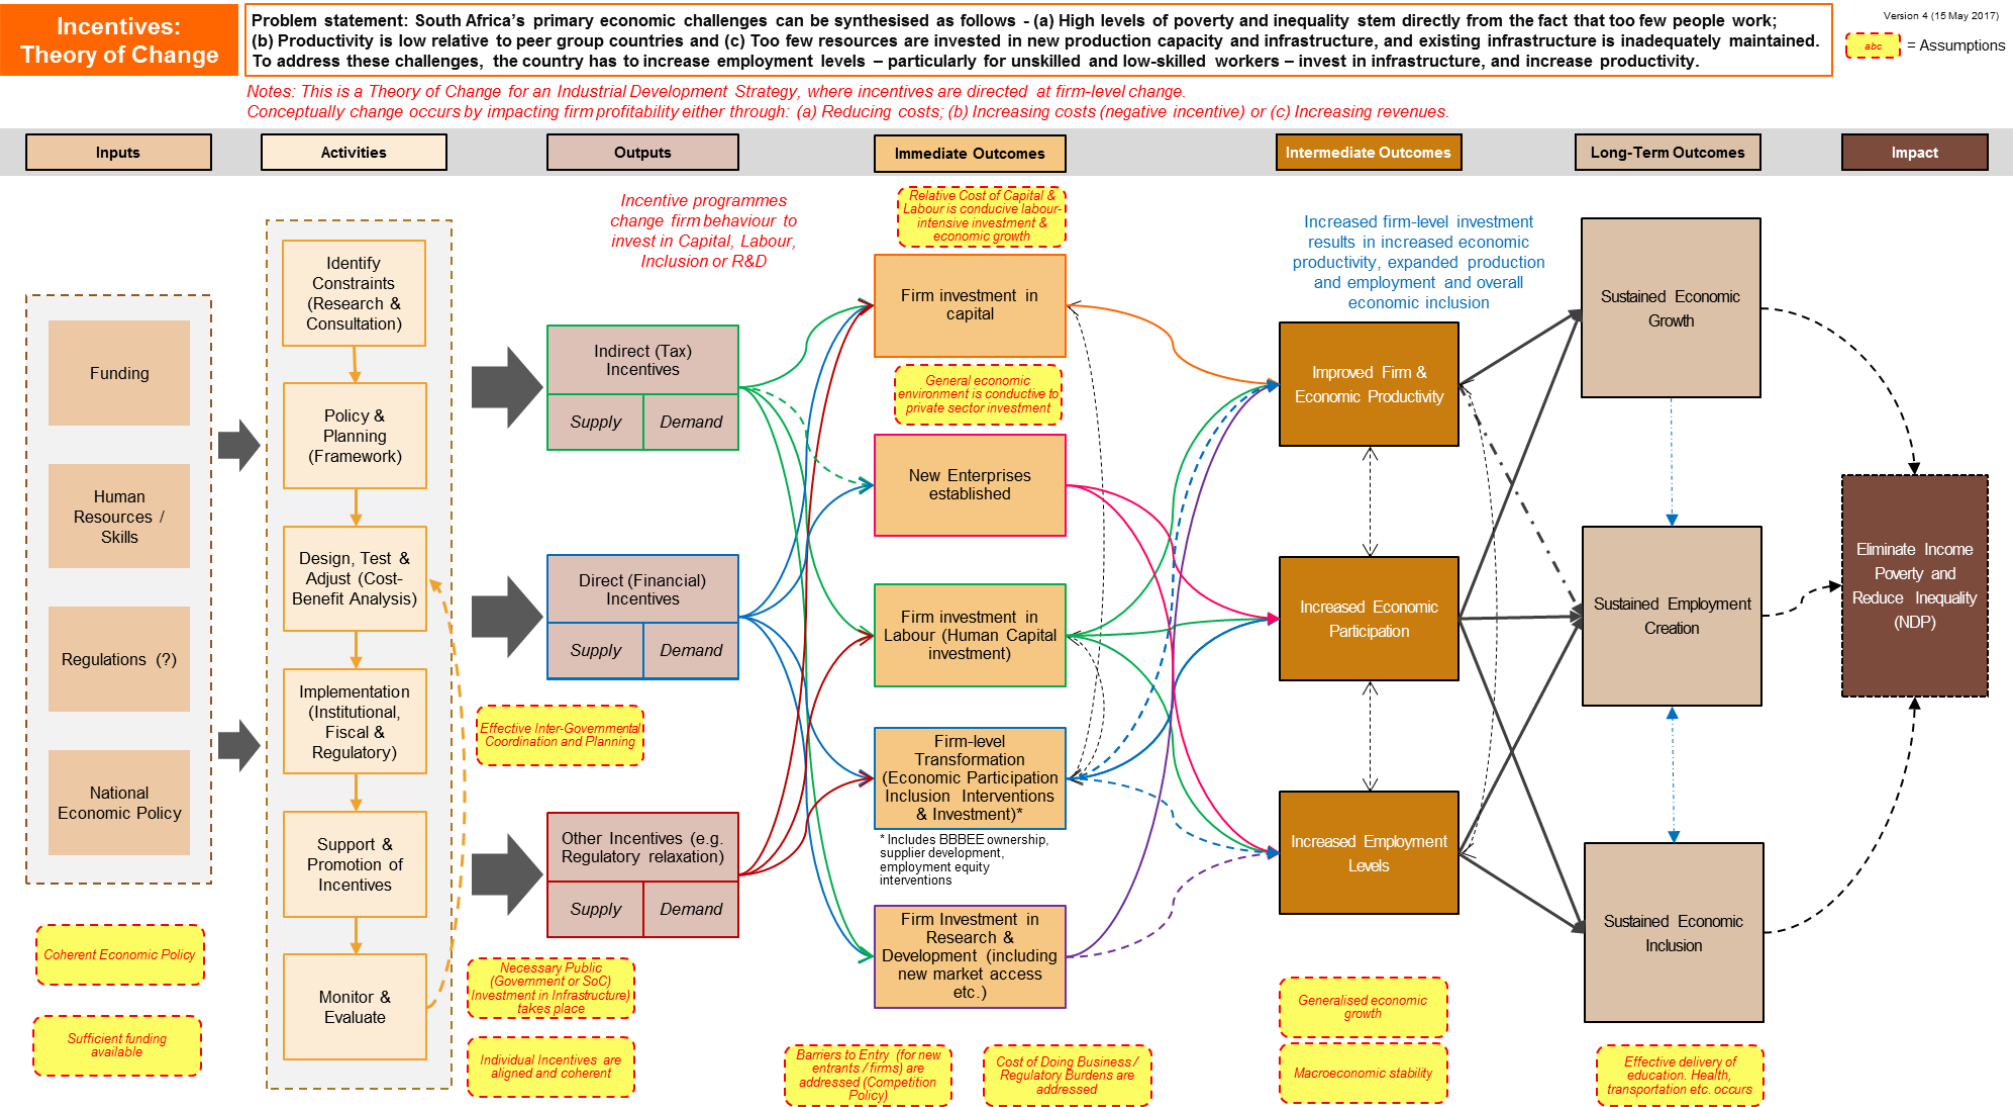 Incentives:
Theory of Change
Problem statement: South Africa's primary economic challenges can be synthesised as follows - (a) High levels of poverty and inequality stem directly from the fact that too few people work;
(b) Productivity is low relative to peer group countries and (c) Too few resources are invested in new production capacity and infrastructure, and existing infrastructure is inadequately maintained.
To address these challenges, the country has to increase employment levels – particularly for unskilled and low-skilled workers – invest in infrastructure, and increase productivity.
Version 4 (15 May 2017)
abc
= Assumptions
Notes: This is a Theory of Change for an Industrial Development Strategy, where incentives are directed at firm-level change.
Conceptually change occurs by impacting firm profitability either through: (a) Reducing costs; (b) Increasing costs (negative incentive) or (c) Increasing revenues.
Inputs
Activities
Outputs
Immediate Outcomes
Intermediate Outcomes
Long-Term Outcomes
Impact
Funding
Human
Resources /
Skills
Regulations (?)
National
Economic Policy
Coherent Economic Policy
Sufficient funding
available
Identify
Constraints
(Research &
Consultation)
Policy &
Planning
(Framework)
Design, Test &
Adjust (Cost-
Benefit Analysis)
Implementation
(Institutional,
Fiscal &
Regulatory)
Support &
Promotion of
Incentives
Monitor &
Evaluate
Incentive programmes
change firm behaviour to
invest in Capital, Labour,
Inclusion or R&D
Indirect (Tax)
Incentives
Supply
Demand
Direct (Financial)
Incentives
Supply
Demand
Effective Inter-Governmental
Coordination and Planning
Other Incentives (e.g.
Regulatory relaxation)
Supply
Demand
Necessary Public
(Government or SoC)
Investment in Infrastructure)
takes place
Individual Incentives are
aligned and coherent
Relative Cost of Capital &
Labour is conducive labour-
intensive investment &
economic growth
Firm investment in
capital
General economic
environment is conductive to
private sector investment
New Enterprises
established
Firm investment in
Labour (Human Capital
investment)
Firm-level
Transformation
(Economic Participation
Inclusion Interventions
& Investment)*
* Includes BBBEE ownership,
supplier development,
employment equity
interventions
Firm Investment in
Research &
Development (including
new market access
etc.)
Barriers to Entry (for new
entrants / firms) are
addressed (Competition
Policy)
Cost of Doing Business /
Regulatory Burdens are
addressed
Increased firm-level investment
results in increased economic
productivity, expanded production
and employment and overall
economic inclusion
Improved Firm &
Economic Productivity
Increased Economic
Participation
Increased Employment
Levels
Generalised economic
growth
Macroeconomic stability
Sustained Economic
Growth
Sustained Employment
Creation
Sustained Economic
Inclusion
Effective delivery of
education. Health,
transportation etc. occurs
Eliminate Income
Poverty and
Reduce Inequality
(NDP)